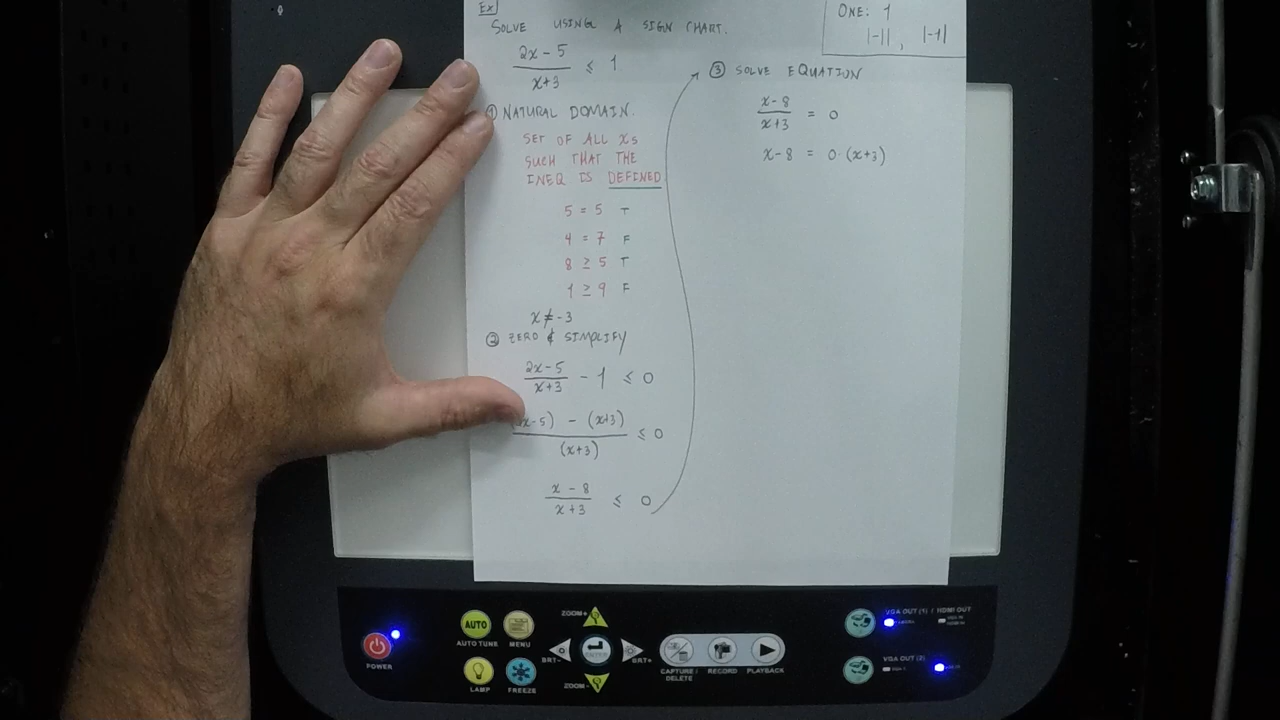 Ex
SOLVE USING A SIGN CHART.
2x - 5
x+3
≤ 1
① NATURAL DOMAIN.
SET OF ALL XS
SUCH THAT THE
INEQ IS DEFINED
5 = 5 T
4 = 7 F
8 ≥ 5 T
1 ≥ 9 F
x ≠ -3
② ZERO & SIMPLIFY
2x-5
x+3
- 1 ≤ 0
x-5) - (x+3)
(x+3)
≤ 0
x - 8
x+3
≤ 0
ONE: 1
|-1|, |-1|
③ SOLVE EQUATION
x-8
x+3
= 0
x-8 = 0·(x+3)
POWER
AUTO
AUTO TUNE
MENU
LAMP
FREEZE
ZOOM+
BRT-
BRT+
ZOOM-
CAPTURE /
DELETE
RECORD
PLAYBACK
VGA OUT (1) / HDMI OUT
VGA OUT (2)